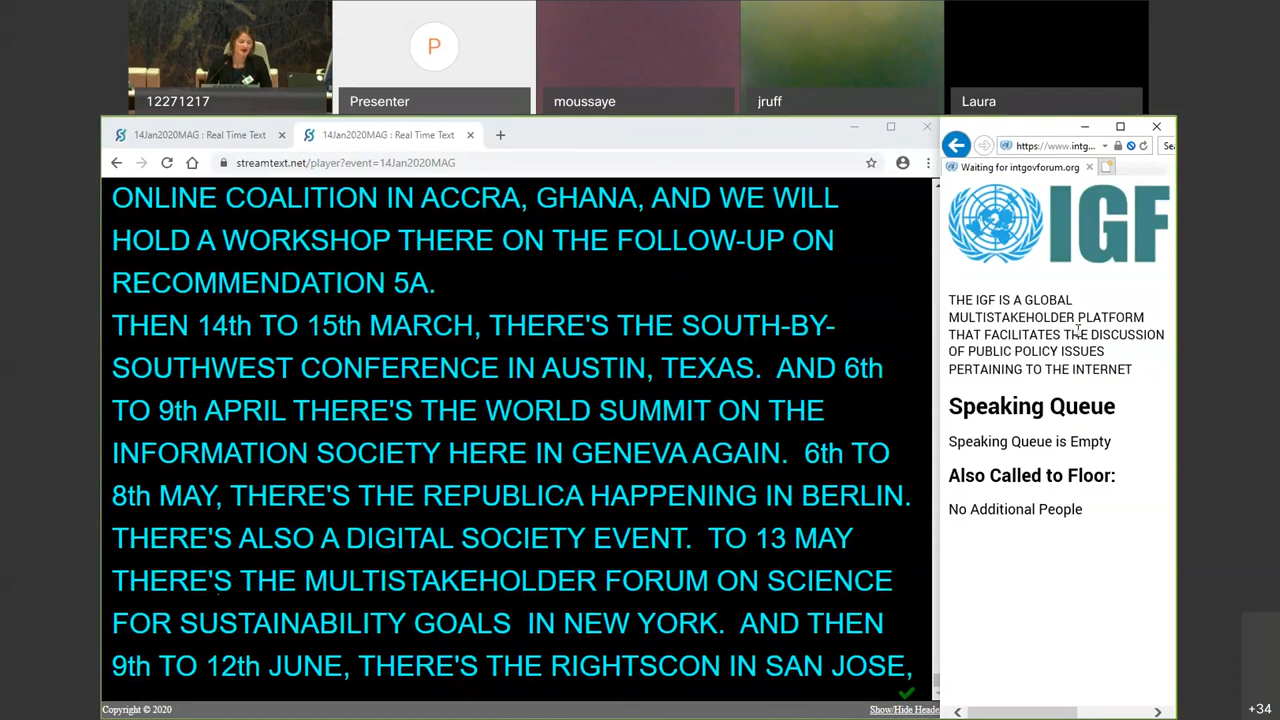 P
12271217
Presenter
moussaye
jruff
Laura
14Jan2020MAG : Real Time Text
14Jan2020MAG : Real Time Text
streamtext.net/player?event=14Jan2020MAG
ONLINE COALITION IN ACCRA, GHANA, AND WE WILL
HOLD A WORKSHOP THERE ON THE FOLLOW-UP ON
RECOMMENDATION 5A.
THEN 14th TO 15th MARCH, THERE'S THE SOUTH-BY-
SOUTHWEST CONFERENCE IN AUSTIN, TEXAS. AND 6th
TO 9th APRIL THERE'S THE WORLD SUMMIT ON THE
INFORMATION SOCIETY HERE IN GENEVA AGAIN. 6th TO
8th MAY, THERE'S THE REPUBLICA HAPPENING IN BERLIN.
THERE'S ALSO A DIGITAL SOCIETY EVENT. TO 13 MAY
THERE'S THE MULTISTAKEHOLDER FORUM ON SCIENCE
FOR SUSTAINABILITY GOALS IN NEW YORK. AND THEN
9th TO 12th JUNE, THERE'S THE RIGHTSCON IN SAN JOSE,
Copyright © 2020
Show/Hide Heade
https://www.intg...
Sea
Waiting for intgovforum.org
IGF
THE IGF IS A GLOBAL
MULTISTAKEHOLDER PLATFORM
THAT FACILITATES THE DISCUSSION
OF PUBLIC POLICY ISSUES
PERTAINING TO THE INTERNET
Speaking Queue
Speaking Queue is Empty
Also Called to Floor:
No Additional People
+34